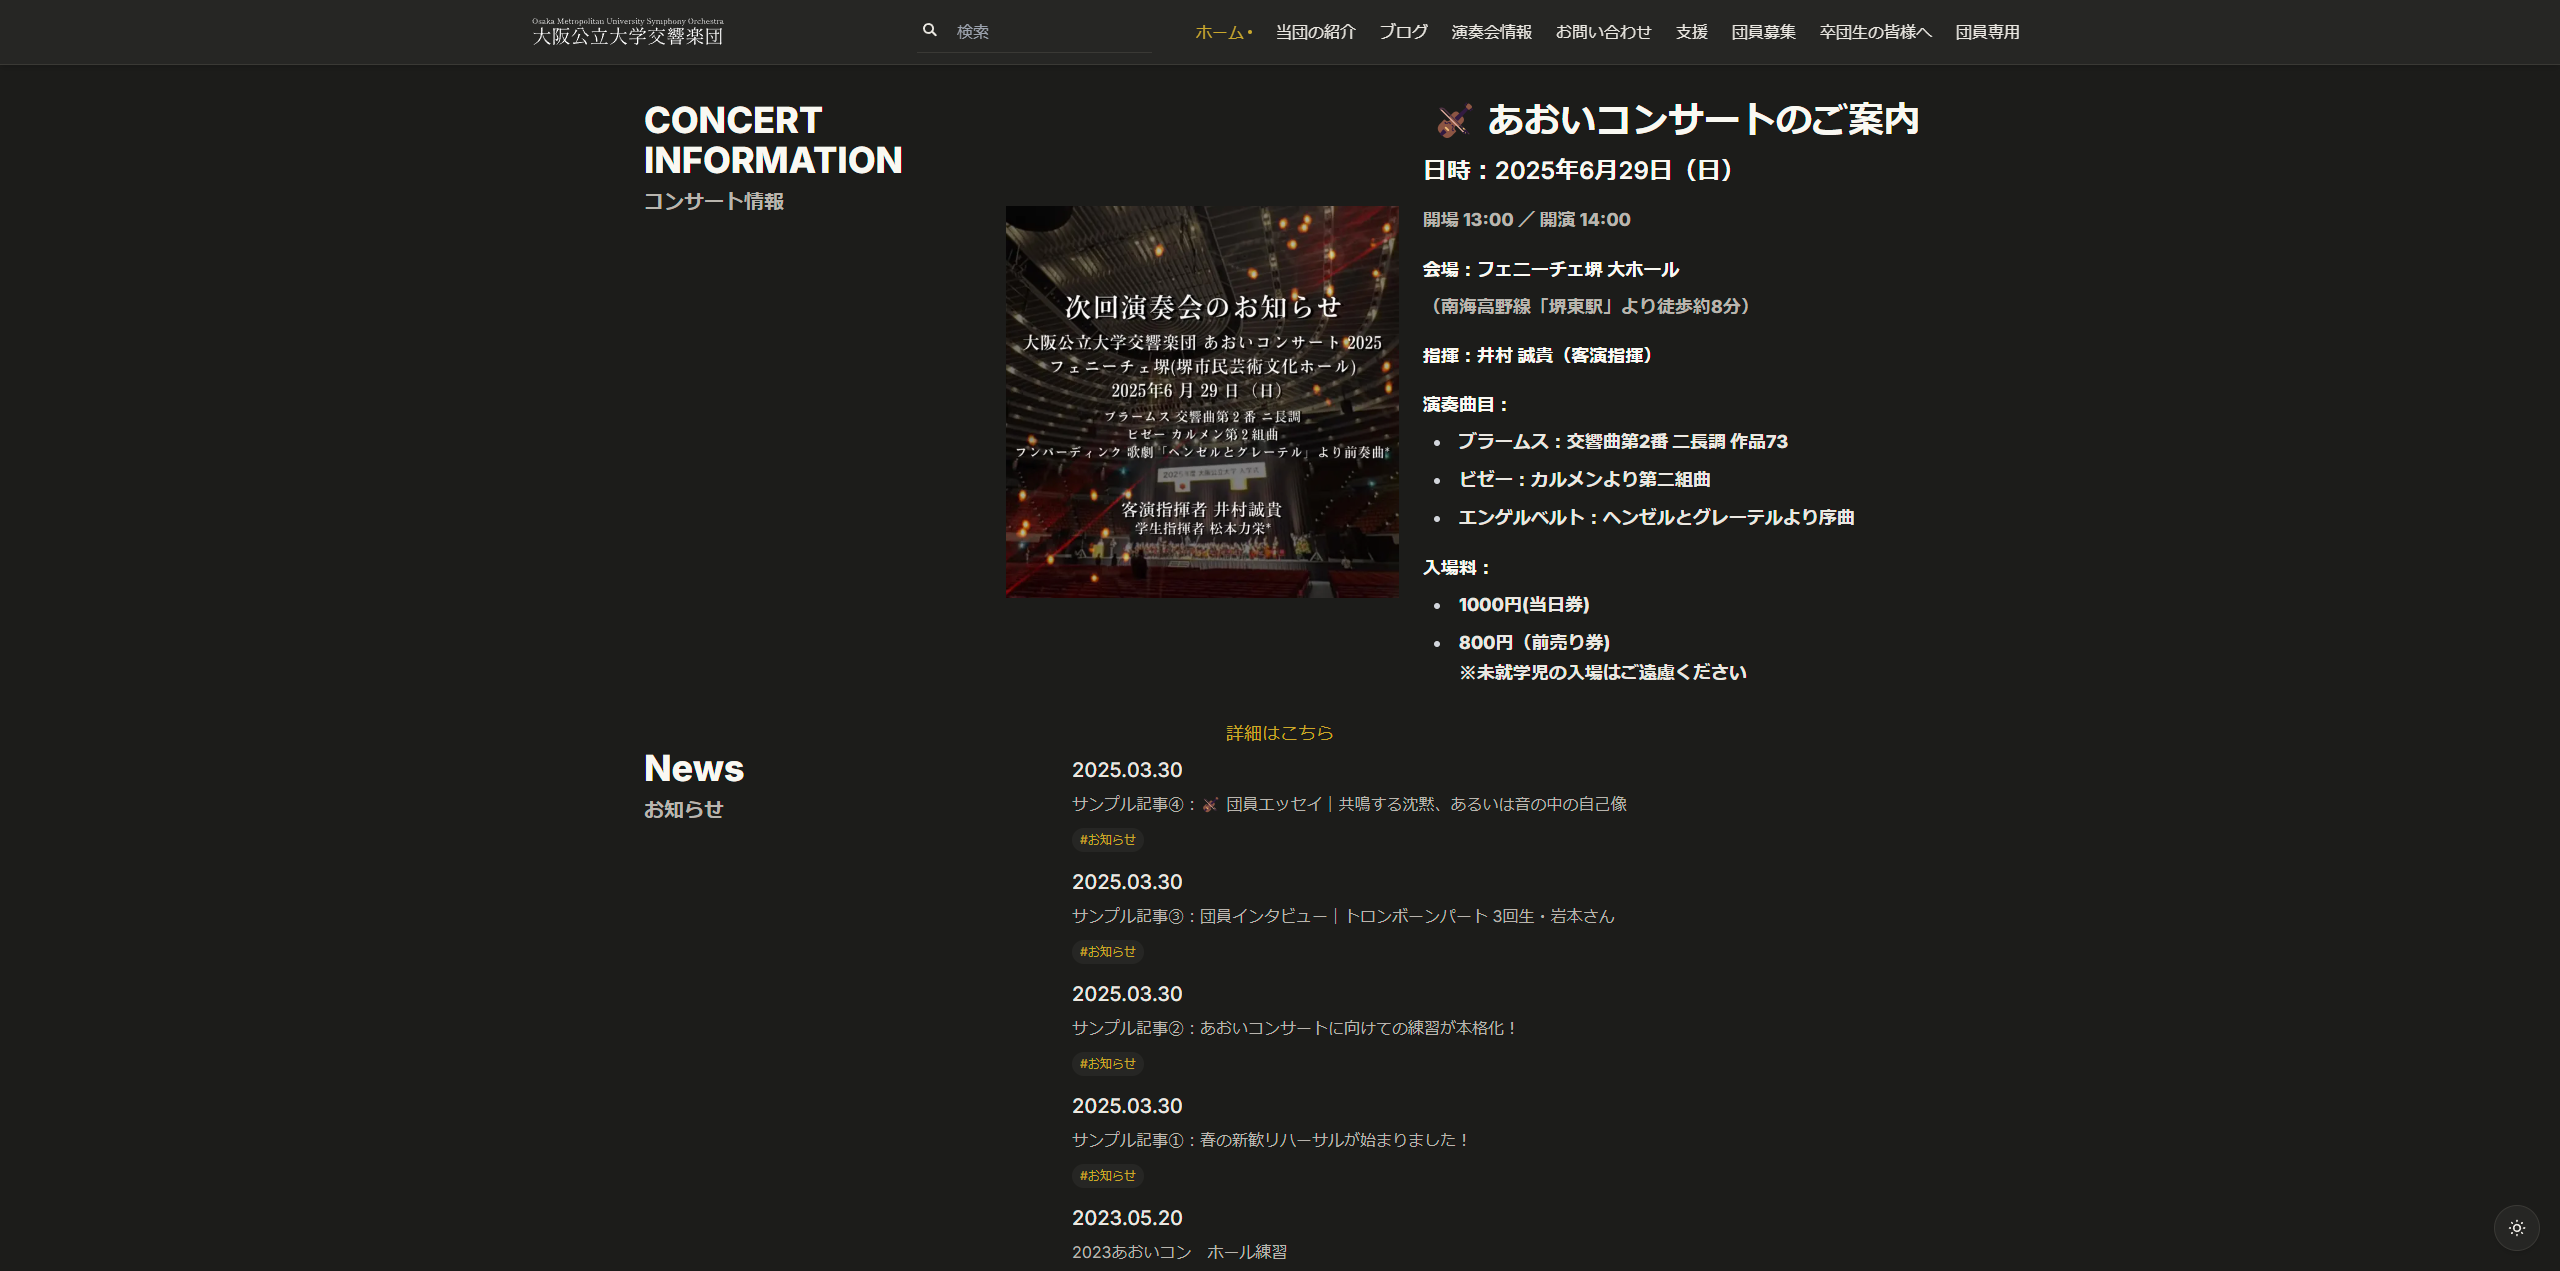 Osaka Metropolitan University Symphony Orchestra
大阪公立大学交響楽団
検索
ホーム・ 当団の紹介 ブログ 演奏会情報 お問い合わせ 支援 団員募集 卒団生の皆様へ 団員専用
CONCERT
INFORMATION
コンサート情報
次回演奏会のお知らせ
大阪公立大学交響楽団 あおいコンサート 2025
フェニーチェ堺(堺市民芸術文化ホール)
2025年6 月 29 日 （日）
ブラームス 交響曲第２番 ニ長調
ビゼー カルメン第２組曲
フンパーディンク 歌劇「ヘンゼルとグレーテル」より前奏曲*
2025年度 大阪公立大学 入学式
客演指揮者 井村誠貴
学生指揮者 松本力栄*
🎻 あおいコンサートのご案内
日時：2025年6月29日（日）
開場 13:00 ／ 開演 14:00
会場：フェニーチェ堺 大ホール
（南海高野線「堺東駅」より徒歩約8分）
指揮：井村 誠貴（客演指揮）
演奏曲目：
• ブラームス：交響曲第2番 二長調 作品73
• ビゼー：カルメンより第二組曲
• エンゲルベルト：ヘンゼルとグレーテルより序曲
入場料：
• 1000円(当日券)
• 800円（前売り券)
※未就学児の入場はご遠慮ください
詳細はこちら
News
お知らせ
2025.03.30
サンプル記事④：🎻 団員エッセイ｜共鳴する沈黙、あるいは音の中の自己像
#お知らせ
2025.03.30
サンプル記事③：団員インタビュー｜トロンボーンパート 3回生・岩本さん
#お知らせ
2025.03.30
サンプル記事②：あおいコンサートに向けての練習が本格化！
#お知らせ
2025.03.30
サンプル記事①：春の新歓リハーサルが始まりました！
#お知らせ
2023.05.20
2023あおいコン　ホール練習